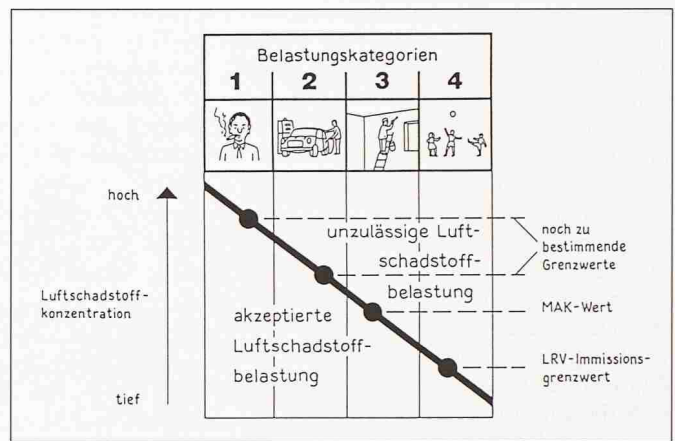 Belastungskategorien
1 2 3 4
hoch
Luftschadstoff-
konzentration
tief
unzulässige Luft-
schadstoff-
belastung
akzeptierte
Luftschadstoff-
belastung
noch zu
bestimmende
Grenzwerte
MAK-Wert
LRV-Immissions-
grenzwert